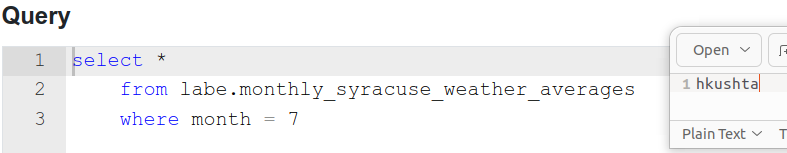 Query
1 select *
2 from labe.monthly_syracuse_weather_averages
3 where month = 7
Open
1 hkushta
Plain Text